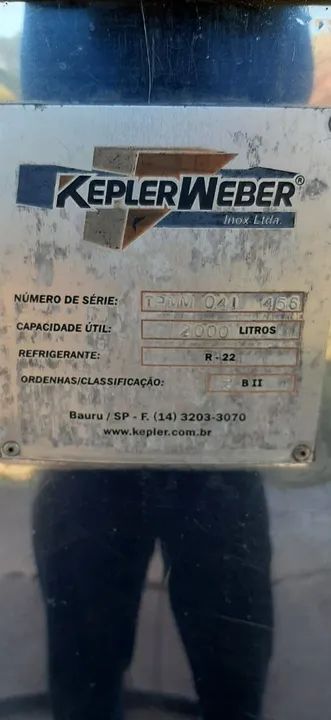 KEPLERWEBER®
Inox Ltda.
NÚMERO DE SÉRIE:
CAPACIDADE ÚTIL: 2000 LITROS
REFRIGERANTE: R-22
ORDENHAS/CLASSIFICAÇÃO: B II
Bauru / SP - F. (14) 3203-3070
www.kepler.com.br